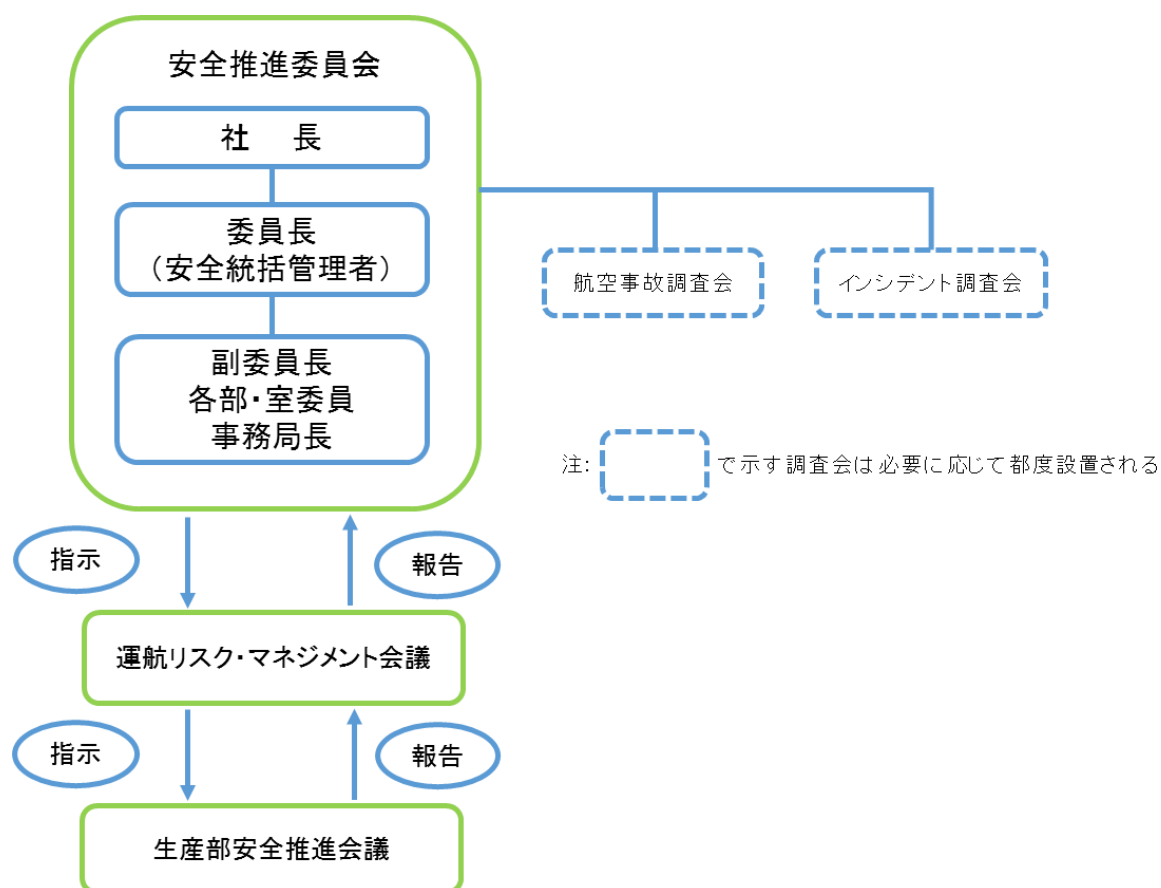 安全推進委員会
社　長
委員長
（安全統括管理者）
副委員長
各部・室委員
事務局長
航空事故調査会
インシデント調査会
注:
で示す調査会は必要に応じて都度設置される
指示
報告
運航リスク・マネジメント会議
指示
報告
生産部安全推進会議